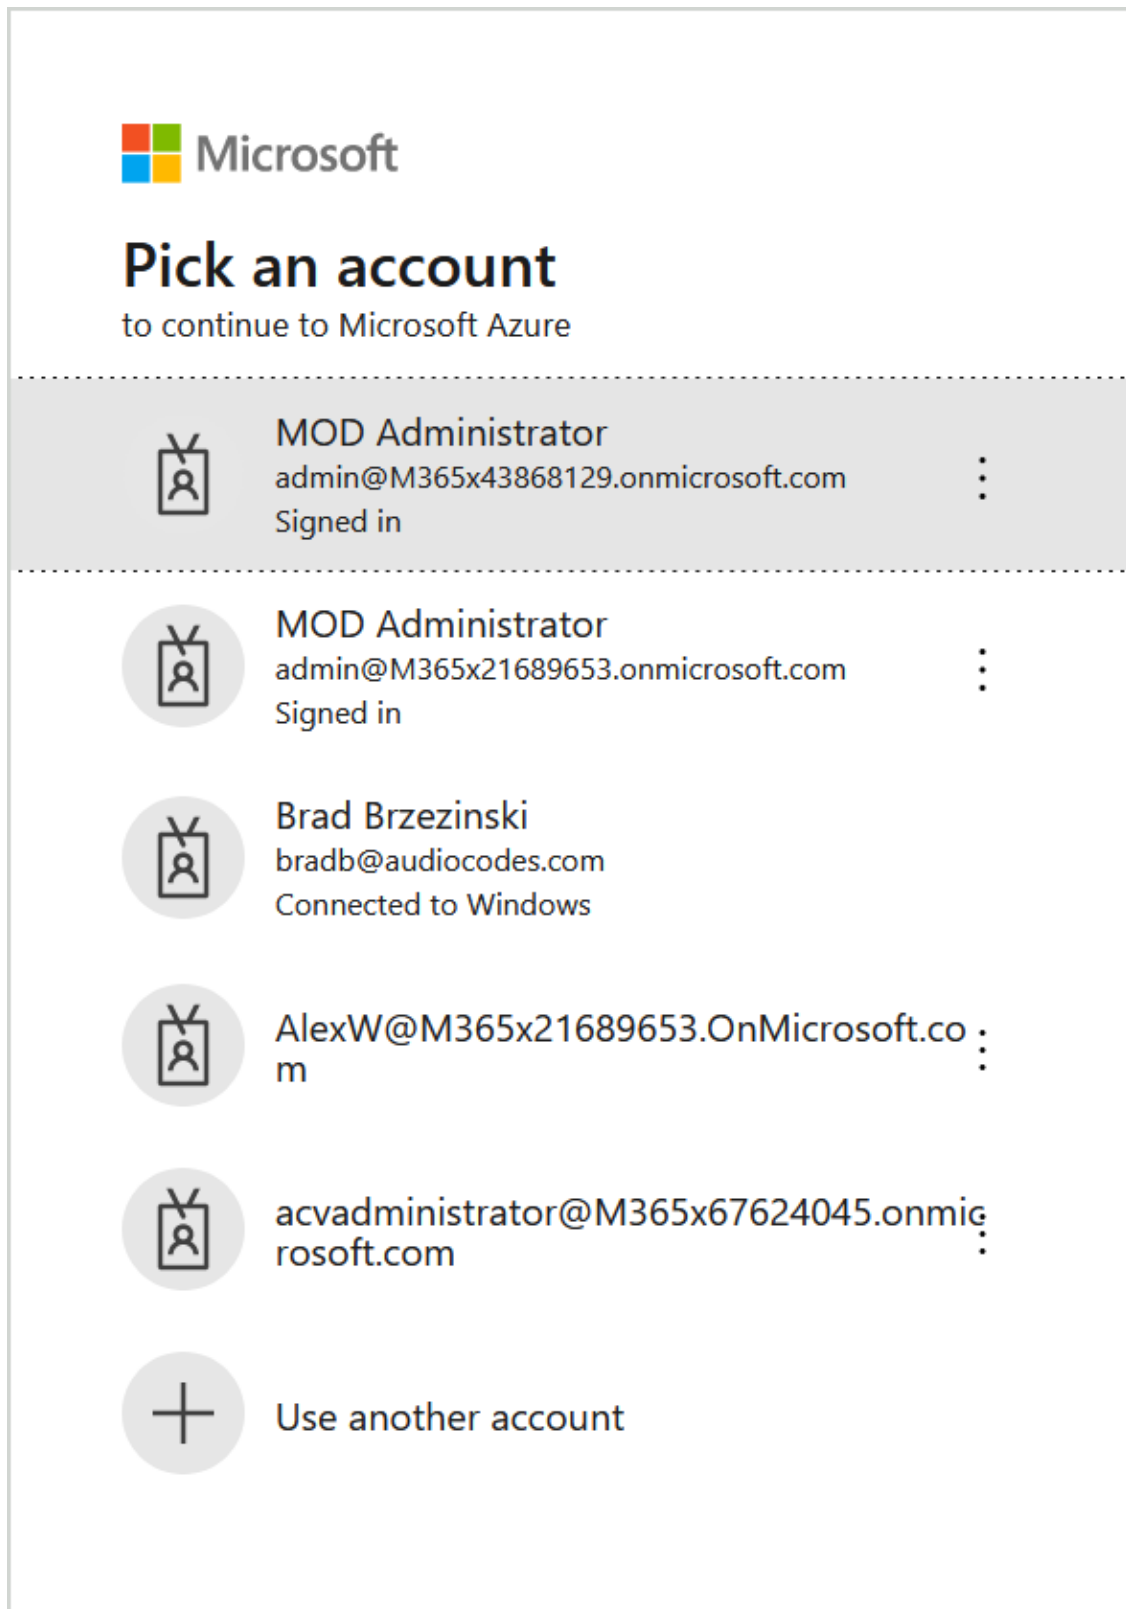 Microsoft
Pick an account
to continue to Microsoft Azure
MOD Administrator
admin@M365x43868129.onmicrosoft.com
Signed in
MOD Administrator
admin@M365x21689653.onmicrosoft.com
Signed in
Brad Brzezinski
bradb@audiocodes.com
Connected to Windows
AlexW@M365x21689653.OnMicrosoft.co
m
acvadministrator@M365x67624045.onmic
rosoft.com
Use another account